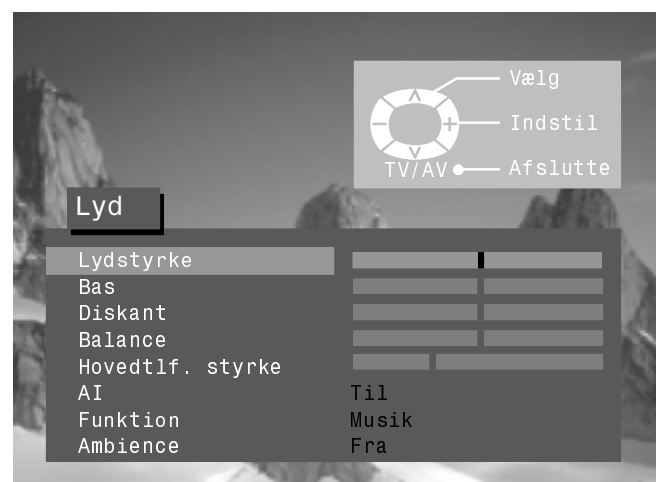 Vælg
Indstil
TV/AV Afslutte
Lyd
Lydstyrke
Bas
Diskant
Balance
Hovedtlf. styrke
AI Til
Funktion Musik
Ambience Fra